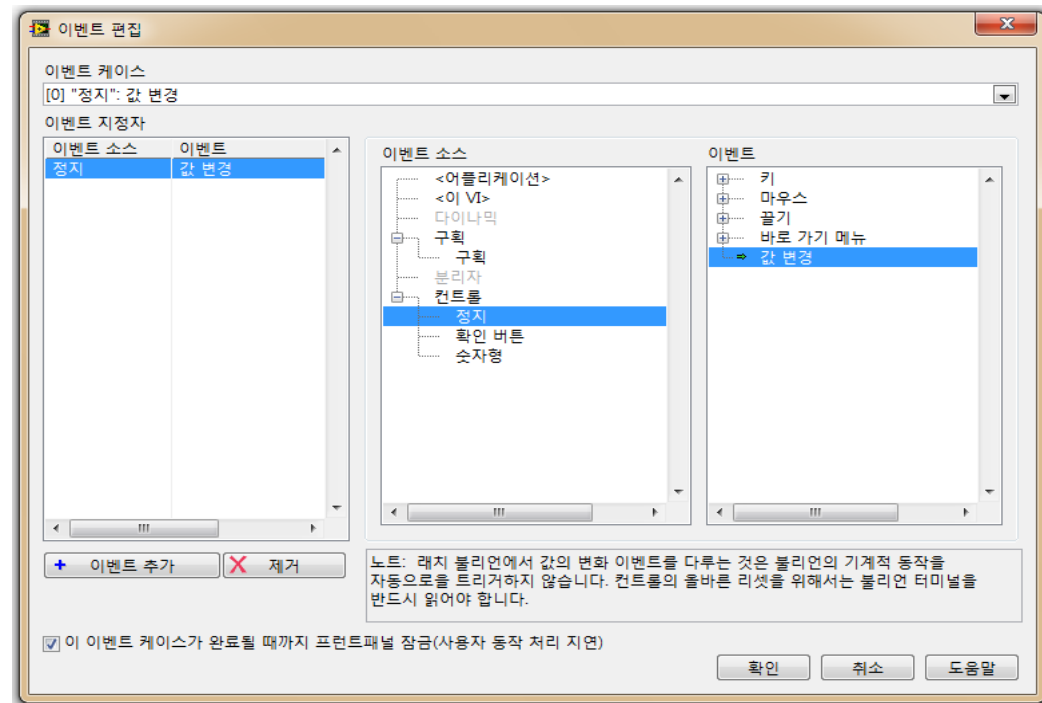 이벤트 편집
이벤트 케이스
[0] "정지": 값 변경
이벤트 지정자
이벤트 소스 이벤트
정지 값 변경
이벤트 추가
제거
이벤트 소스
<어플리케이션>
<이 VI>
다이나믹
구획
구획
분리자
컨트롤
정지
확인 버튼
숫자형
이벤트
키
마우스
끌기
바로 가기 메뉴
값 변경
노트: 래치 불리언에서 값의 변화 이벤트를 다루는 것은 불리언의 기계적 동작을
자동으로을 트리거하지 않습니다. 컨트롤의 올바른 리셋을 위해서는 불리언 터미널을
반드시 읽어야 합니다.
이 이벤트 케이스가 완료될 때까지 프런트패널 잠금(사용자 동작 처리 지연)
확인
취소
도움말